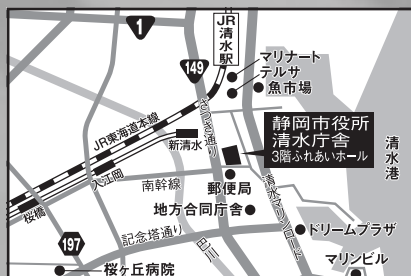 1
JR清水駅
149
マリナート
テルサ
魚市場
さつき通り
JR東海道本線
新清水
静岡市役所
清水庁舎
3階ふれあいホール
清水港
入江岡
南幹線
郵便局
清水マリンロード
桜橋
地方合同庁舎
記念塔通り
巴川
ドリームプラザ
197
桜ヶ丘病院
マリンビル